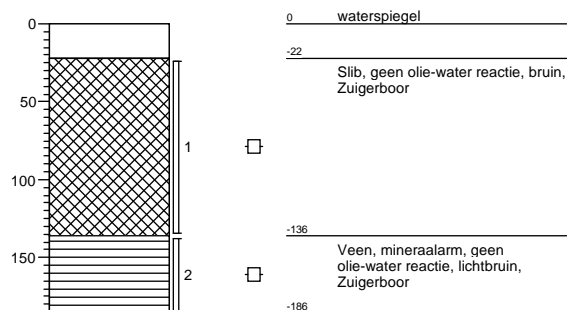 0
50
100
150
1
2
0 waterspiegel
-22
Slib, geen olie-water reactie, bruin,
Zuigerboor
-136
Veen, mineraalarm, geen
olie-water reactie, lichtbruin,
Zuigerboor
-186